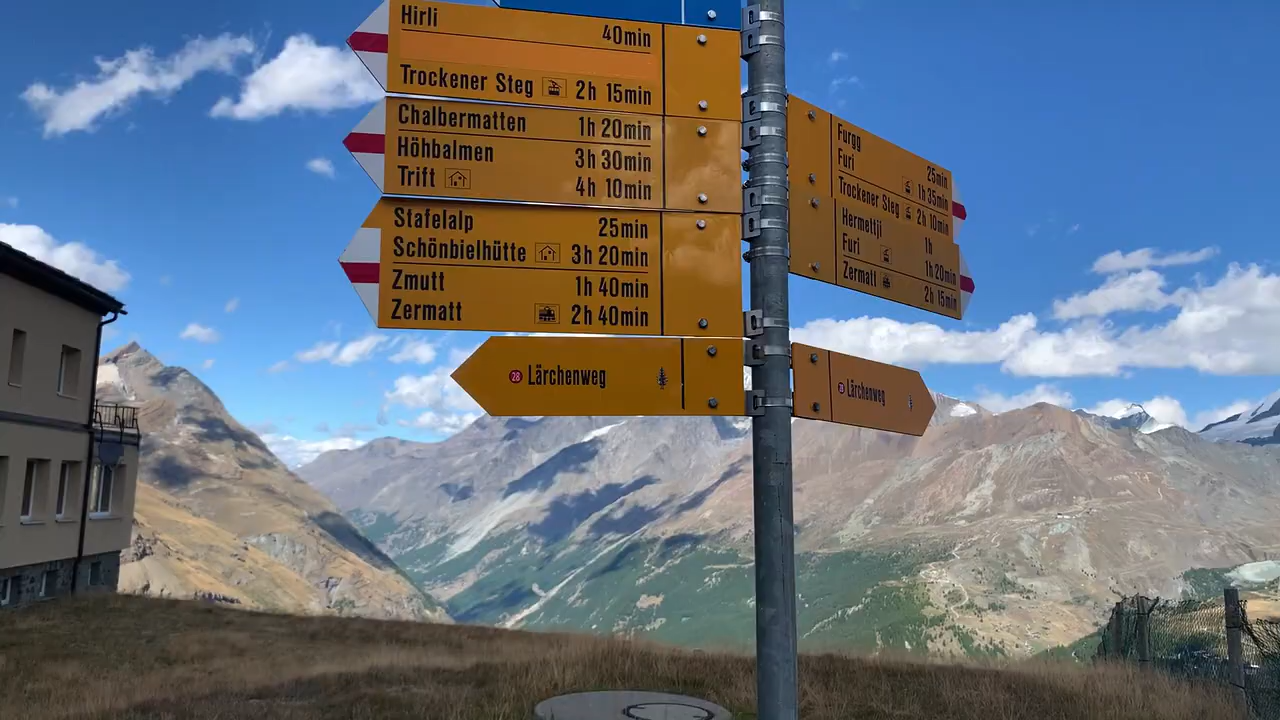 Hirli 40min
Trockener Steg 2h 15min
Chalbermatten 1h 20min
Höhbalmen 3h 30min
Trift 4h 10min
Stafelalp 25min
Schönbielhütte 3h 20min
Zmutt 1h 40min
Zermatt 2h 40min
28 Lärchenweg
Furgg 25min
Furi 1h 35min
Trockener Steg 2h 10min
Hermettji 1h
Furi 1h 20min
Zermatt 2h 15min
Lärchenweg